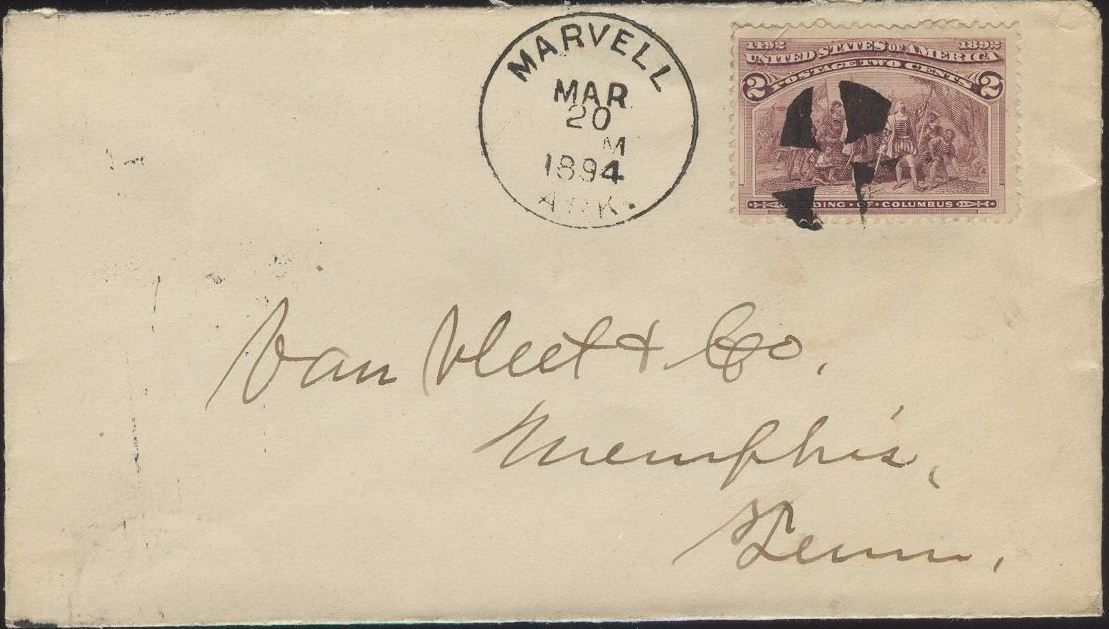 MARVELL
MAR
20
M
1894
ARK.
1492 1892
UNITED STATES OF AMERICA
POSTAGE TWO CENTS
2 2
OF COLUMBUS
Van Vleet & Co.
Memphis,
Tenn.